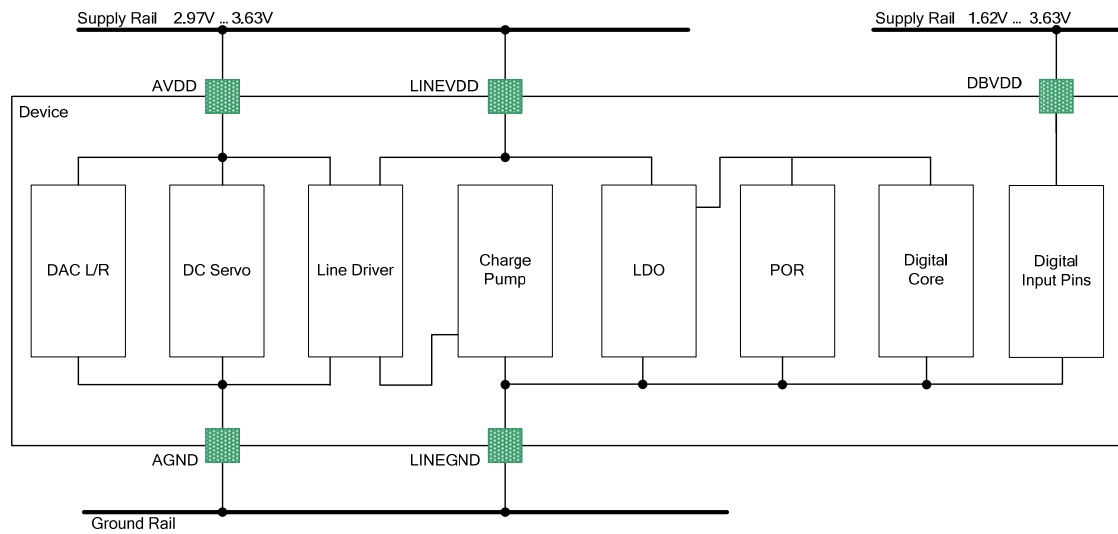 Supply Rail 2.97V ... 3.63V
Supply Rail 1.62V ... 3.63V
AVDD
LINEVDD
DBVDD
Device
DAC L/R
DC Servo
Line Driver
Charge
Pump
LDO
POR
Digital
Core
Digital
Input Pins
AGND
LINEGND
Ground Rail